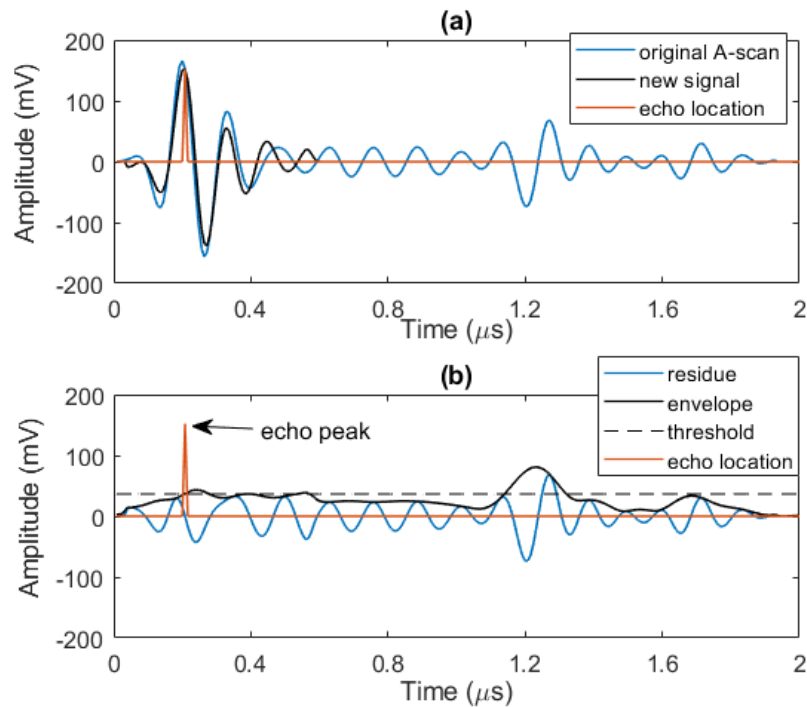 (a)
200
100
0
-100
-200
Amplitude (mV)
original A-scan
new signal
echo location
0
0.4
0.8
1.2
1.6
2
Time (μs)
(b)
200
100
0
-100
-200
Amplitude (mV)
echo peak
residue
envelope
threshold
echo location
0
0.4
0.8
1.2
1.6
2
Time (μs)